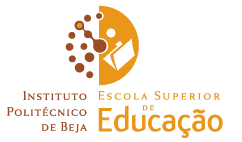 Instituto
Politécnico
de Beja
Escola Superior
de
Educação